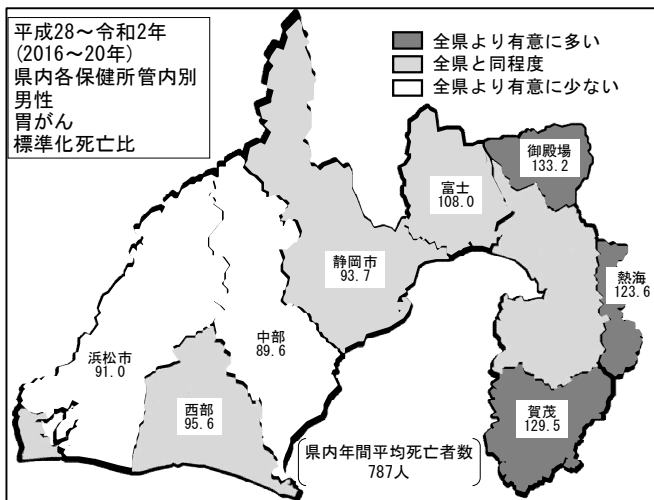 平成28～令和2年
(2016～20年)
県内各保健所管内別
男性
胃がん
標準化死亡比
全県より有意に多い
全県と同程度
全県より有意に少ない
御殿場
133.2
富士
108.0
静岡市
93.7
熱海
123.6
中部
89.6
浜松市
91.0
西部
95.6
賀茂
129.5
県内年間平均死亡者数
787人